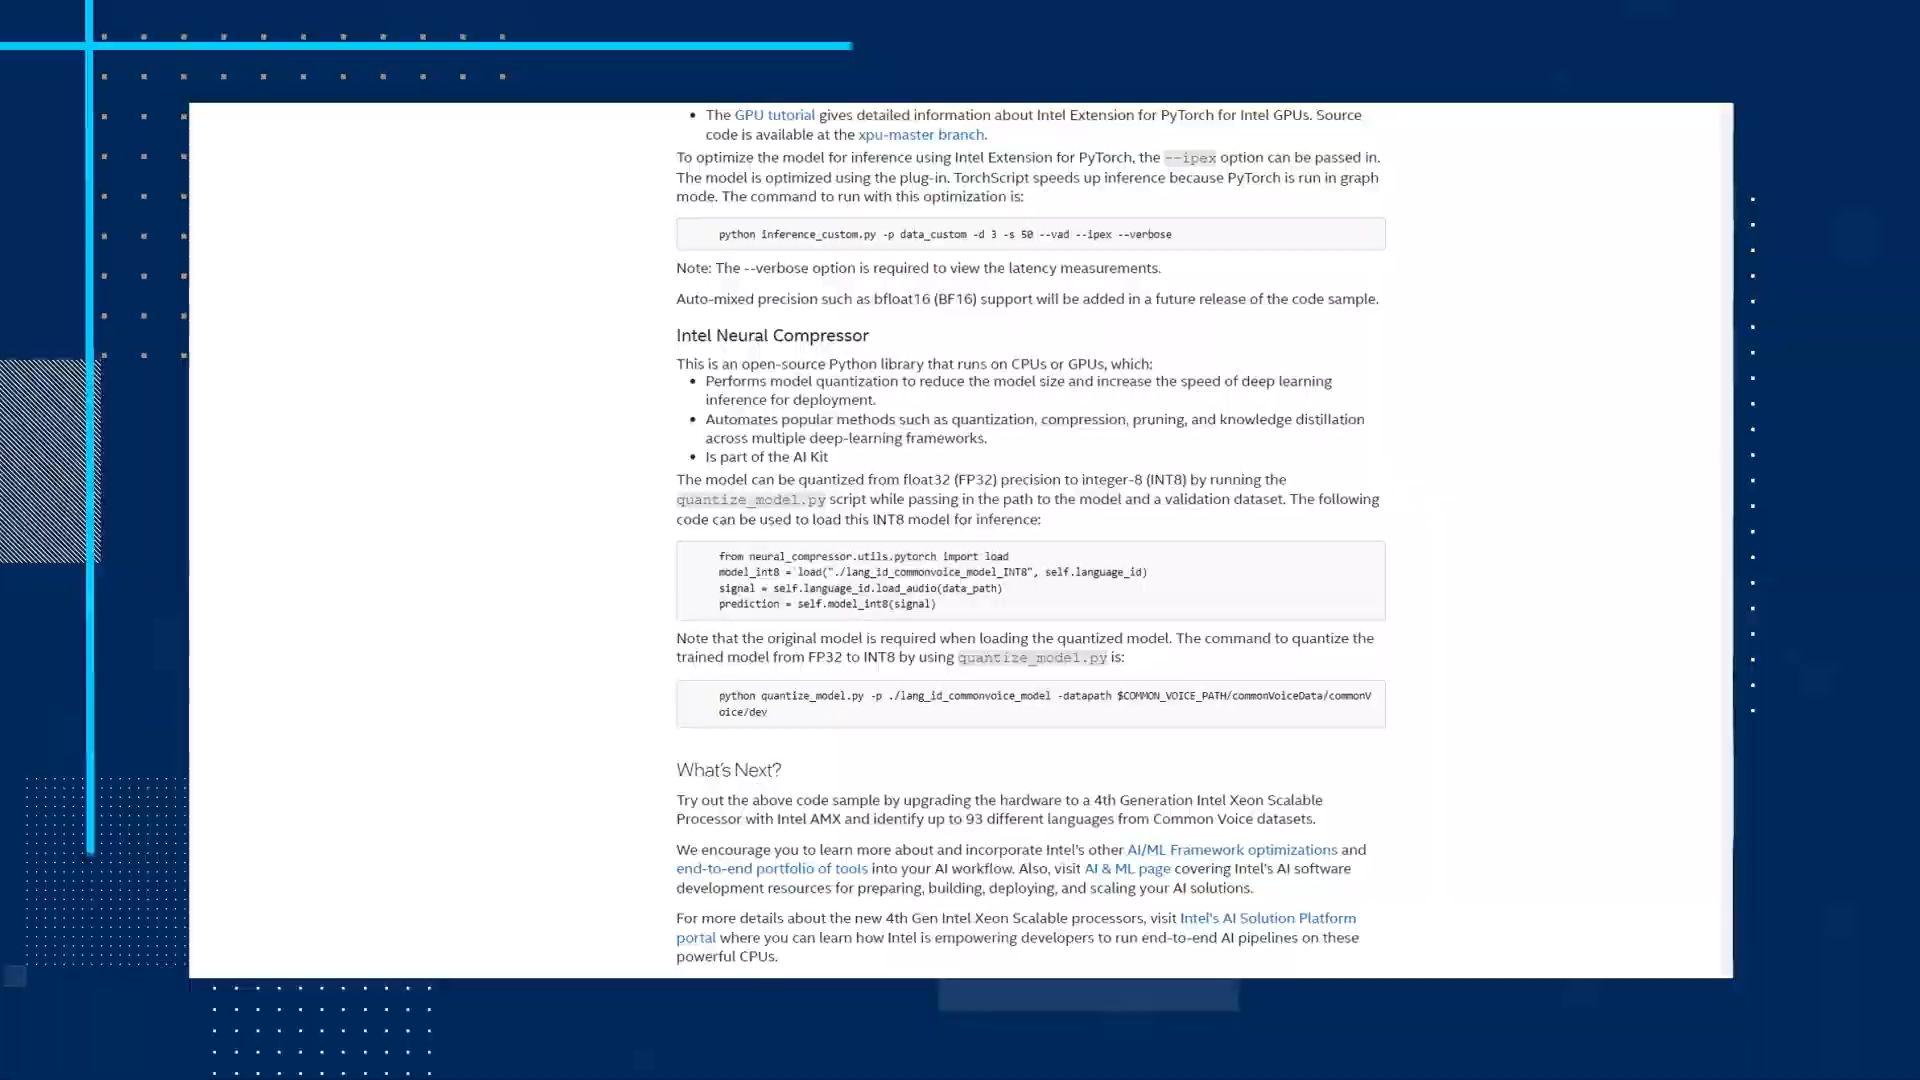 The GPU tutorial gives detailed information about Intel Extension for PyTorch for Intel GPUs. Source
code is available at the xpu-master branch.
To optimize the model for inference using Intel Extension for PyTorch, the --ipex option can be passed in.
The model is optimized using the plug-in. TorchScript speeds up inference because PyTorch is run in graph
mode. The command to run with this optimization is:
python inference_custom.py -p data_custom -d 3 -s 50 --vad --ipex --verbose
Note: The --verbose option is required to view the latency measurements.
Auto-mixed precision such as bfloat16 (BF16) support will be added in a future release of the code sample.
Intel Neural Compressor
This is an open-source Python library that runs on CPUs or GPUs, which:
Performs model quantization to reduce the model size and increase the speed of deep learning
inference for deployment.
Automates popular methods such as quantization, compression, pruning, and knowledge distillation
across multiple deep-learning frameworks.
Is part of the AI Kit
The model can be quantized from float32 (FP32) precision to integer-8 (INT8) by running the
quantize_model.py script while passing in the path to the model and a validation dataset. The following
code can be used to load this INT8 model for inference:
from neural_compressor.utils.pytorch import load
model_int8 = load("./lang_id_commonvoice_model_INT8", self.language_id)
signal = self.language_id.load_audio(data_path)
prediction = self.model_int8(signal)
Note that the original model is required when loading the quantized model. The command to quantize the
trained model from FP32 to INT8 by using quantize_model.py is:
python quantize_model.py -p ./lang_id_commonvoice_model -datapath $COMMON_VOICE_PATH/commonVoiceData/commonV
oice/dev
What's Next?
Try out the above code sample by upgrading the hardware to a 4th Generation Intel Xeon Scalable
Processor with Intel AMX and identify up to 93 different languages from Common Voice datasets.
We encourage you to learn more about and incorporate Intel's other AI/ML Framework optimizations and
end-to-end portfolio of tools into your AI workflow. Also, visit AI & ML page covering Intel's AI software
development resources for preparing, building, deploying, and scaling your AI solutions.
For more details about the new 4th Gen Intel Xeon Scalable processors, visit Intel's AI Solution Platform
portal where you can learn how Intel is empowering developers to run end-to-end AI pipelines on these
powerful CPUs.